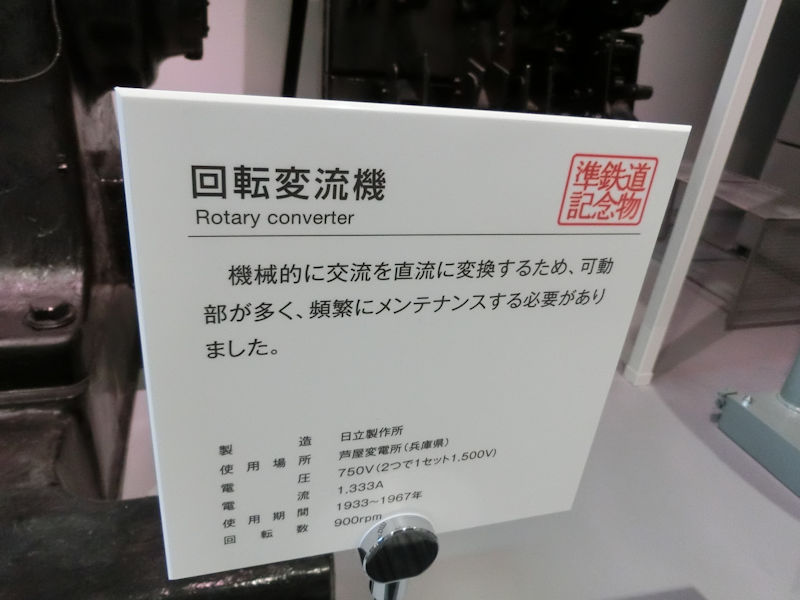 回転変流機
Rotary converter
準鉄道
記念物
機械的に交流を直流に変換するため、可動
部が多く、頻繁にメンテナンスする必要があり
ました。
製造 日立製作所
使用場所 芦屋変電所(兵庫県)
電圧 750V(2つで1セット1,500V)
電流 1,333A
使用期間 1933〜1967年
回転数 900rpm